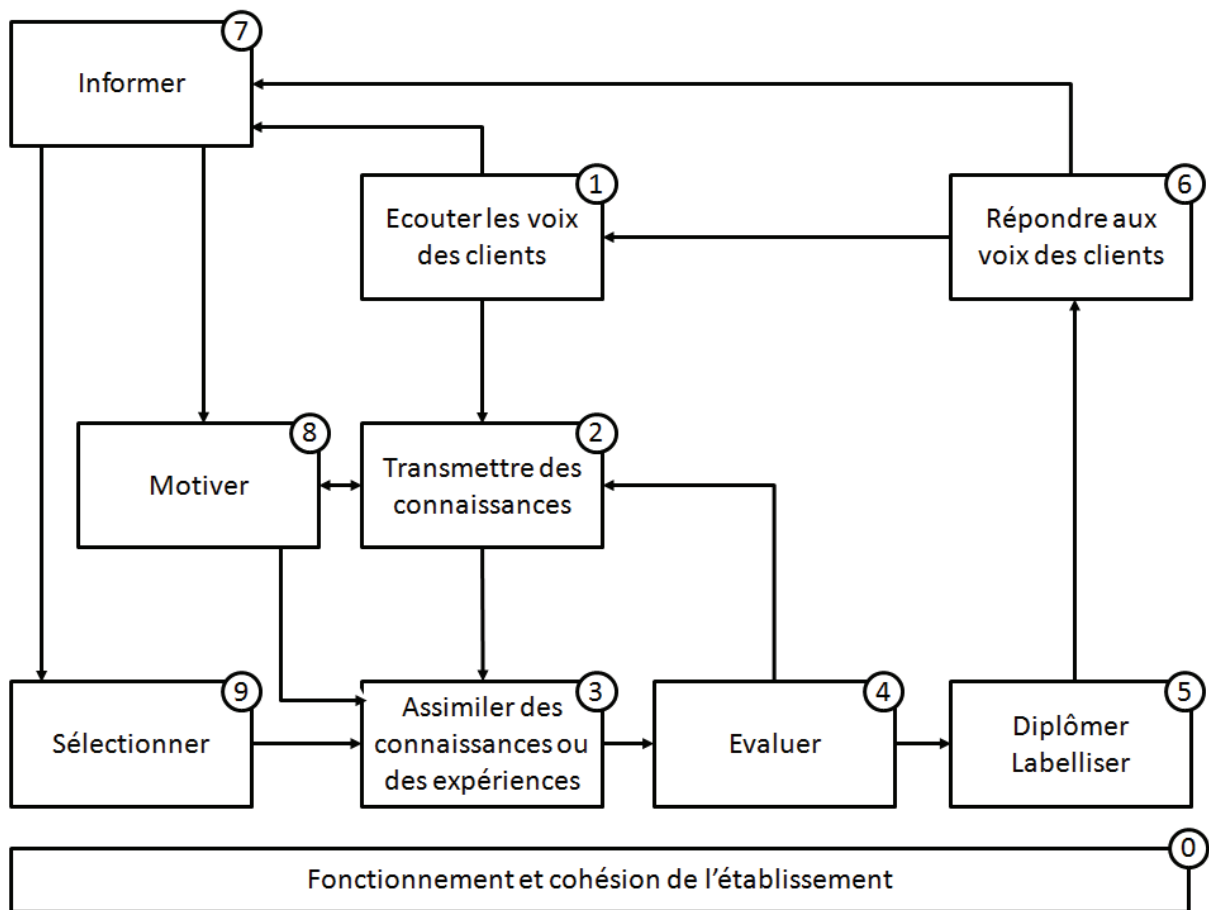 7
Informer
1
Ecouter les voix
des clients
6
Répondre aux
voix des clients
8
Motiver
2
Transmettre des
connaissances
9
Sélectionner
3
Assimiler des
connaissances ou
des expériences
4
Evaluer
5
Diplômer
Labelliser
0
Fonctionnement et cohésion de l’établissement